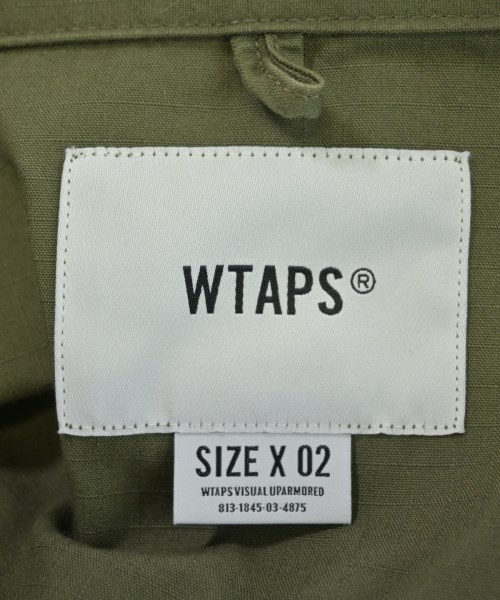 WTAPS®
SIZE X 02
WTAPS VISUAL UPARMORED
813-1845-03-4875